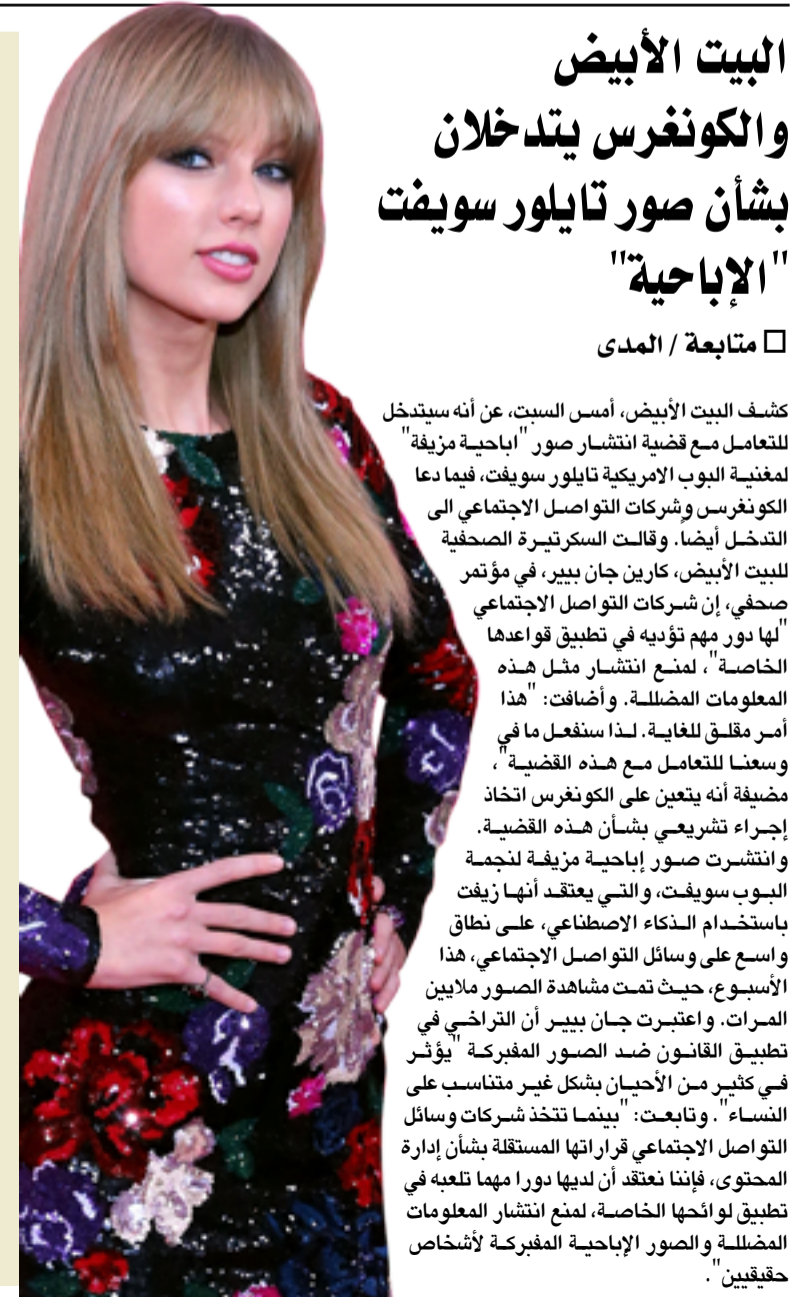 البيت الأبيض
والكونغرس يتدخلان
بشأن صور تايلور سويفت
"الإباحية"
□ متابعة / المدى
كشف البيت الأبيض، أمس السبت، عن أنه سيتدخل
للتعامل مع قضية انتشار صور "اباحية مزيفة"
لمغنية البوب الامريكية تايلور سويفت، فيما دعا
الكونغرس وشركات التواصل الاجتماعي الى
التدخل أيضاً. وقالت السكرتيرة الصحفية
للبيت الأبيض، كارين جان بيير، في مؤتمر
صحفي، إن شركات التواصل الاجتماعي
"لها دور مهم تؤديه في تطبيق قواعدها
الخاصة"، لمنع انتشار مثل هذه
المعلومات المضللة. وأضافت: "هذا
أمر مقلق للغاية. لذا سنفعل ما في
وسعنا للتعامل مع هذه القضية"،
مضيفة أنه يتعين على الكونغرس اتخاذ
إجراء تشريعي بشأن هذه القضية.
وانتشرت صور إباحية مزيفة لنجمة
البوب سويفت، والتي يعتقد أنها زيفت
باستخدام الذكاء الاصطناعي، على نطاق
واسع على وسائل التواصل الاجتماعي، هذا
الأسبوع، حيث تمت مشاهدة الصور ملايين
المرات. واعتبرت جان بيير أن التراخي في
تطبيق القانون ضد الصور المفبركة "يؤثر
في كثير من الأحيان بشكل غير متناسب على
النساء". وتابعت: "بينما تتخذ شركات وسائل
التواصل الاجتماعي قراراتها المستقلة بشأن إدارة
المحتوى، فإننا نعتقد أن لديها دورا مهما تلعبه في
تطبيق لوائحها الخاصة، لمنع انتشار المعلومات
المضللة والصور الإباحية المفبركة لأشخاص
حقيقيين".